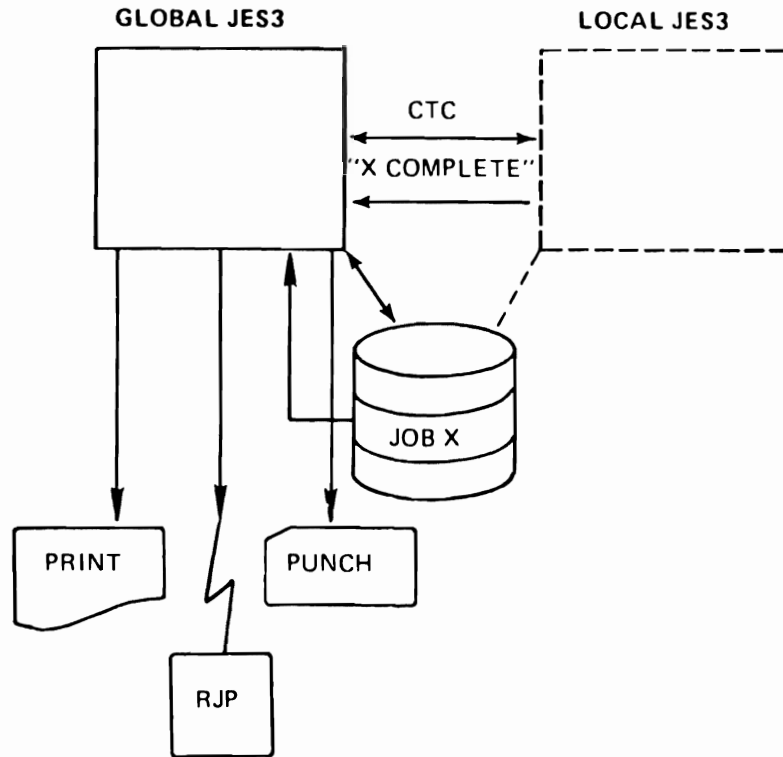 GLOBAL JES3
LOCAL JES3
CTC
"X COMPLETE"
JOB X
PRINT
PUNCH
RJP